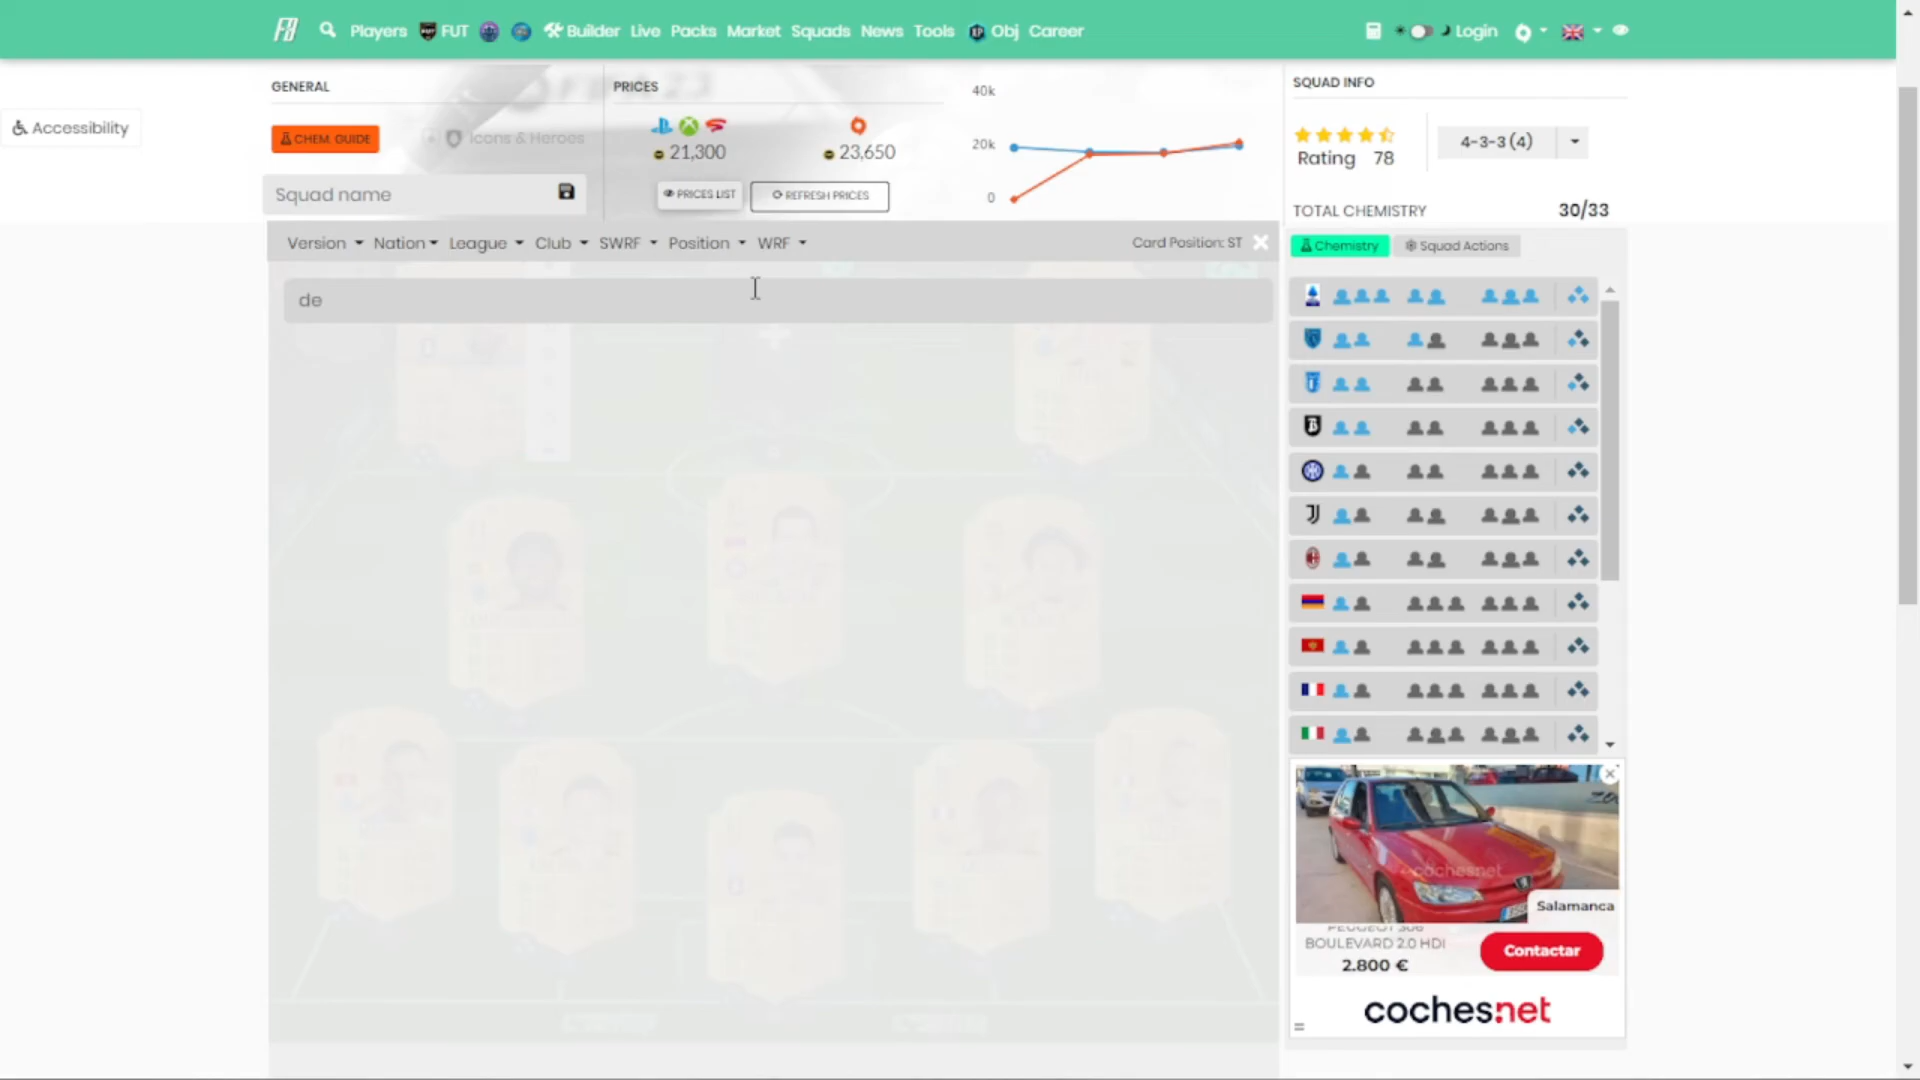 Players FUT Builder Live Packs Market Squads News Tools Obj Career Login
Accessibility
GENERAL
CHEM. GUIDE
Icons & Heroes
Squad name
PRICES
21,300
23,650
PRICES LIST
REFRESH PRICES
40k
20k
0
SQUAD INFO
Rating 78
4-3-3 (4)
TOTAL CHEMISTRY 30/33
Version Nation League Club SWRF Position WRF
Card Position: ST
de
Chemistry
Squad Actions
Salamanca
PEUGEOT 306
BOULEVARD 2.0 HDI
2.800 €
Contactar
coches.net